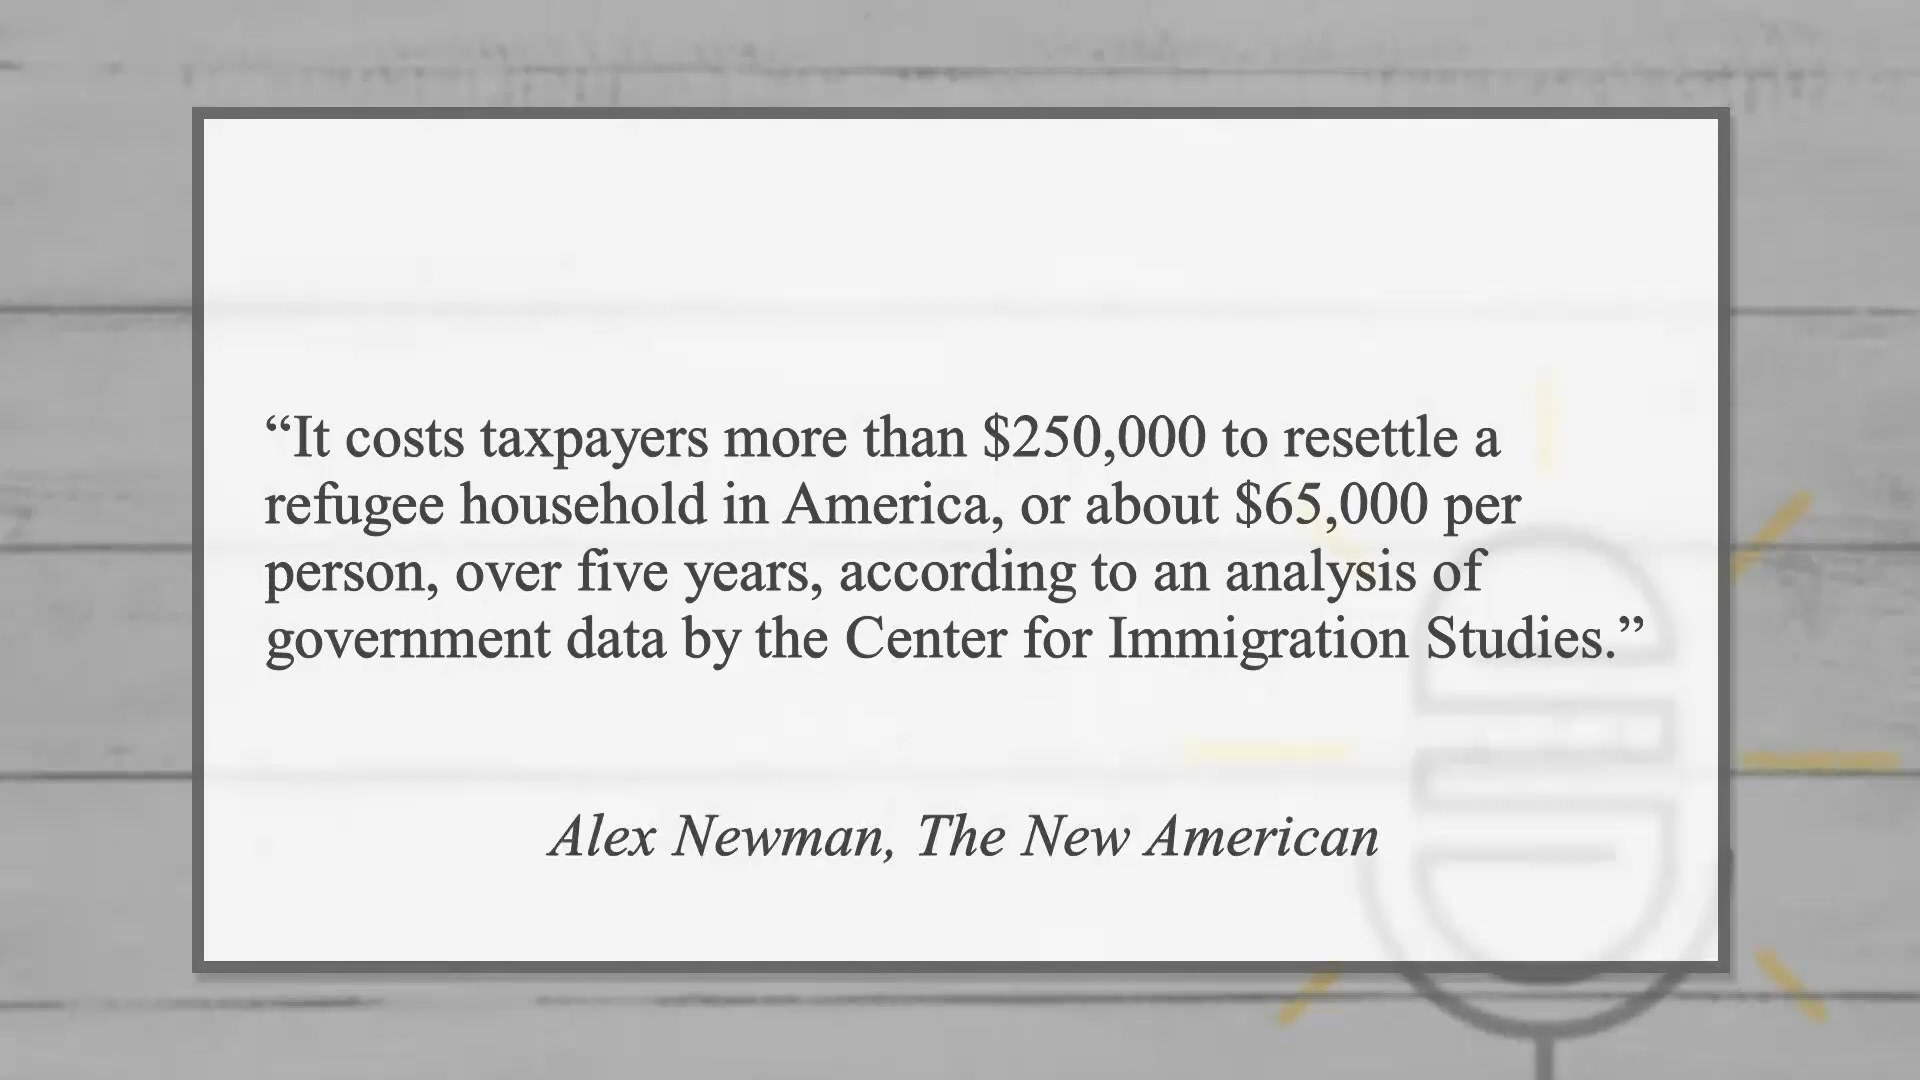 “It costs taxpayers more than $250,000 to resettle a
refugee household in America, or about $65,000 per
person, over five years, according to an analysis of
government data by the Center for Immigration Studies.”
Alex Newman, The New American